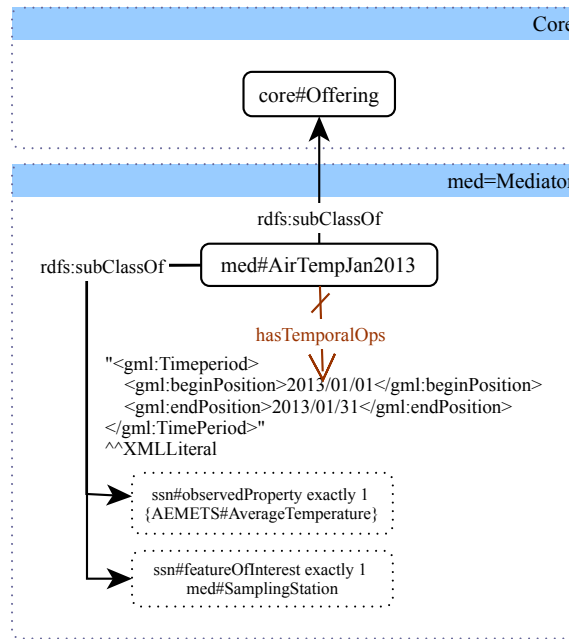 Core
core#Offering
med=Mediator
rdfs:subClassOf
rdfs:subClassOf
med#AirTempJan2013
hasTemporalOps
"<gml:Timeperiod>
<gml:beginPosition>2013/01/01</gml:beginPosition>
<gml:endPosition>2013/01/31</gml:endPosition>
</gml:TimePeriod>"
^^XMLLiteral
ssn#observedProperty exactly 1
{AEMETS#AverageTemperature}
ssn#featureOfInterest exactly 1
med#SamplingStation